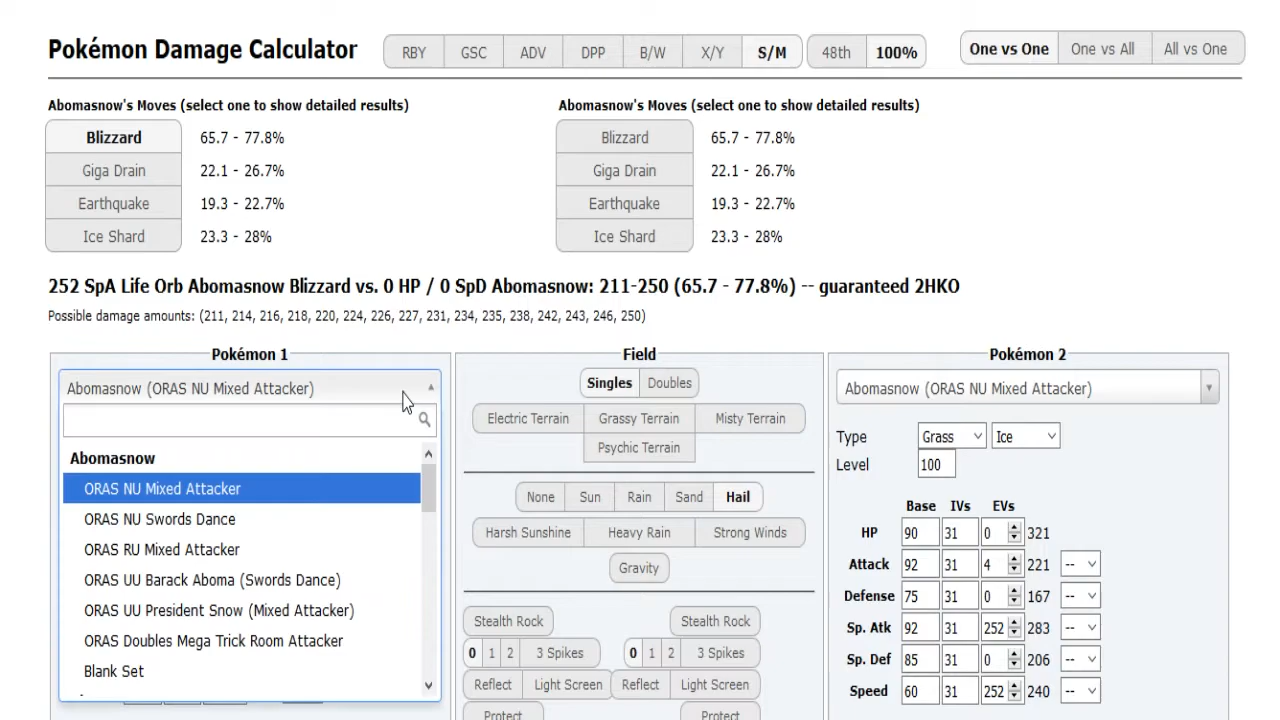 Pokémon Damage Calculator
RBY GSC ADV DPP B/W X/Y S/M 48th 100% One vs One One vs All All vs One
Abomasnow's Moves (select one to show detailed results) Abomasnow's Moves (select one to show detailed results)
Blizzard 65.7 - 77.8% Blizzard 65.7 - 77.8%
Giga Drain 22.1 - 26.7% Giga Drain 22.1 - 26.7%
Earthquake 19.3 - 22.7% Earthquake 19.3 - 22.7%
Ice Shard 23.3 - 28% Ice Shard 23.3 - 28%
252 SpA Life Orb Abomasnow Blizzard vs. 0 HP / 0 SpD Abomasnow: 211-250 (65.7 - 77.8%) -- guaranteed 2HKO
Possible damage amounts: (211, 214, 216, 218, 220, 224, 226, 227, 231, 234, 235, 238, 242, 243, 246, 250)
Pokémon 1
Abomasnow (ORAS NU Mixed Attacker)
Abomasnow
ORAS NU Mixed Attacker
ORAS NU Swords Dance
ORAS RU Mixed Attacker
ORAS UU Barack Aboma (Swords Dance)
ORAS UU President Snow (Mixed Attacker)
ORAS Doubles Mega Trick Room Attacker
Blank Set
Field
Singles Doubles
Electric Terrain Grassy Terrain Misty Terrain
Psychic Terrain
None Sun Rain Sand Hail
Harsh Sunshine Heavy Rain Strong Winds
Gravity
Stealth Rock Stealth Rock
0 1 2 3 Spikes 0 1 2 3 Spikes
Reflect Light Screen Reflect Light Screen
Protect Protect
Pokémon 2
Abomasnow (ORAS NU Mixed Attacker)
Type Grass Ice
Level 100
Base IVs EVs
HP 90 31 0 321
Attack 92 31 4 221 --
Defense 75 31 0 167 --
Sp. Atk 92 31 252 283 --
Sp. Def 85 31 0 206 --
Speed 60 31 252 240 --